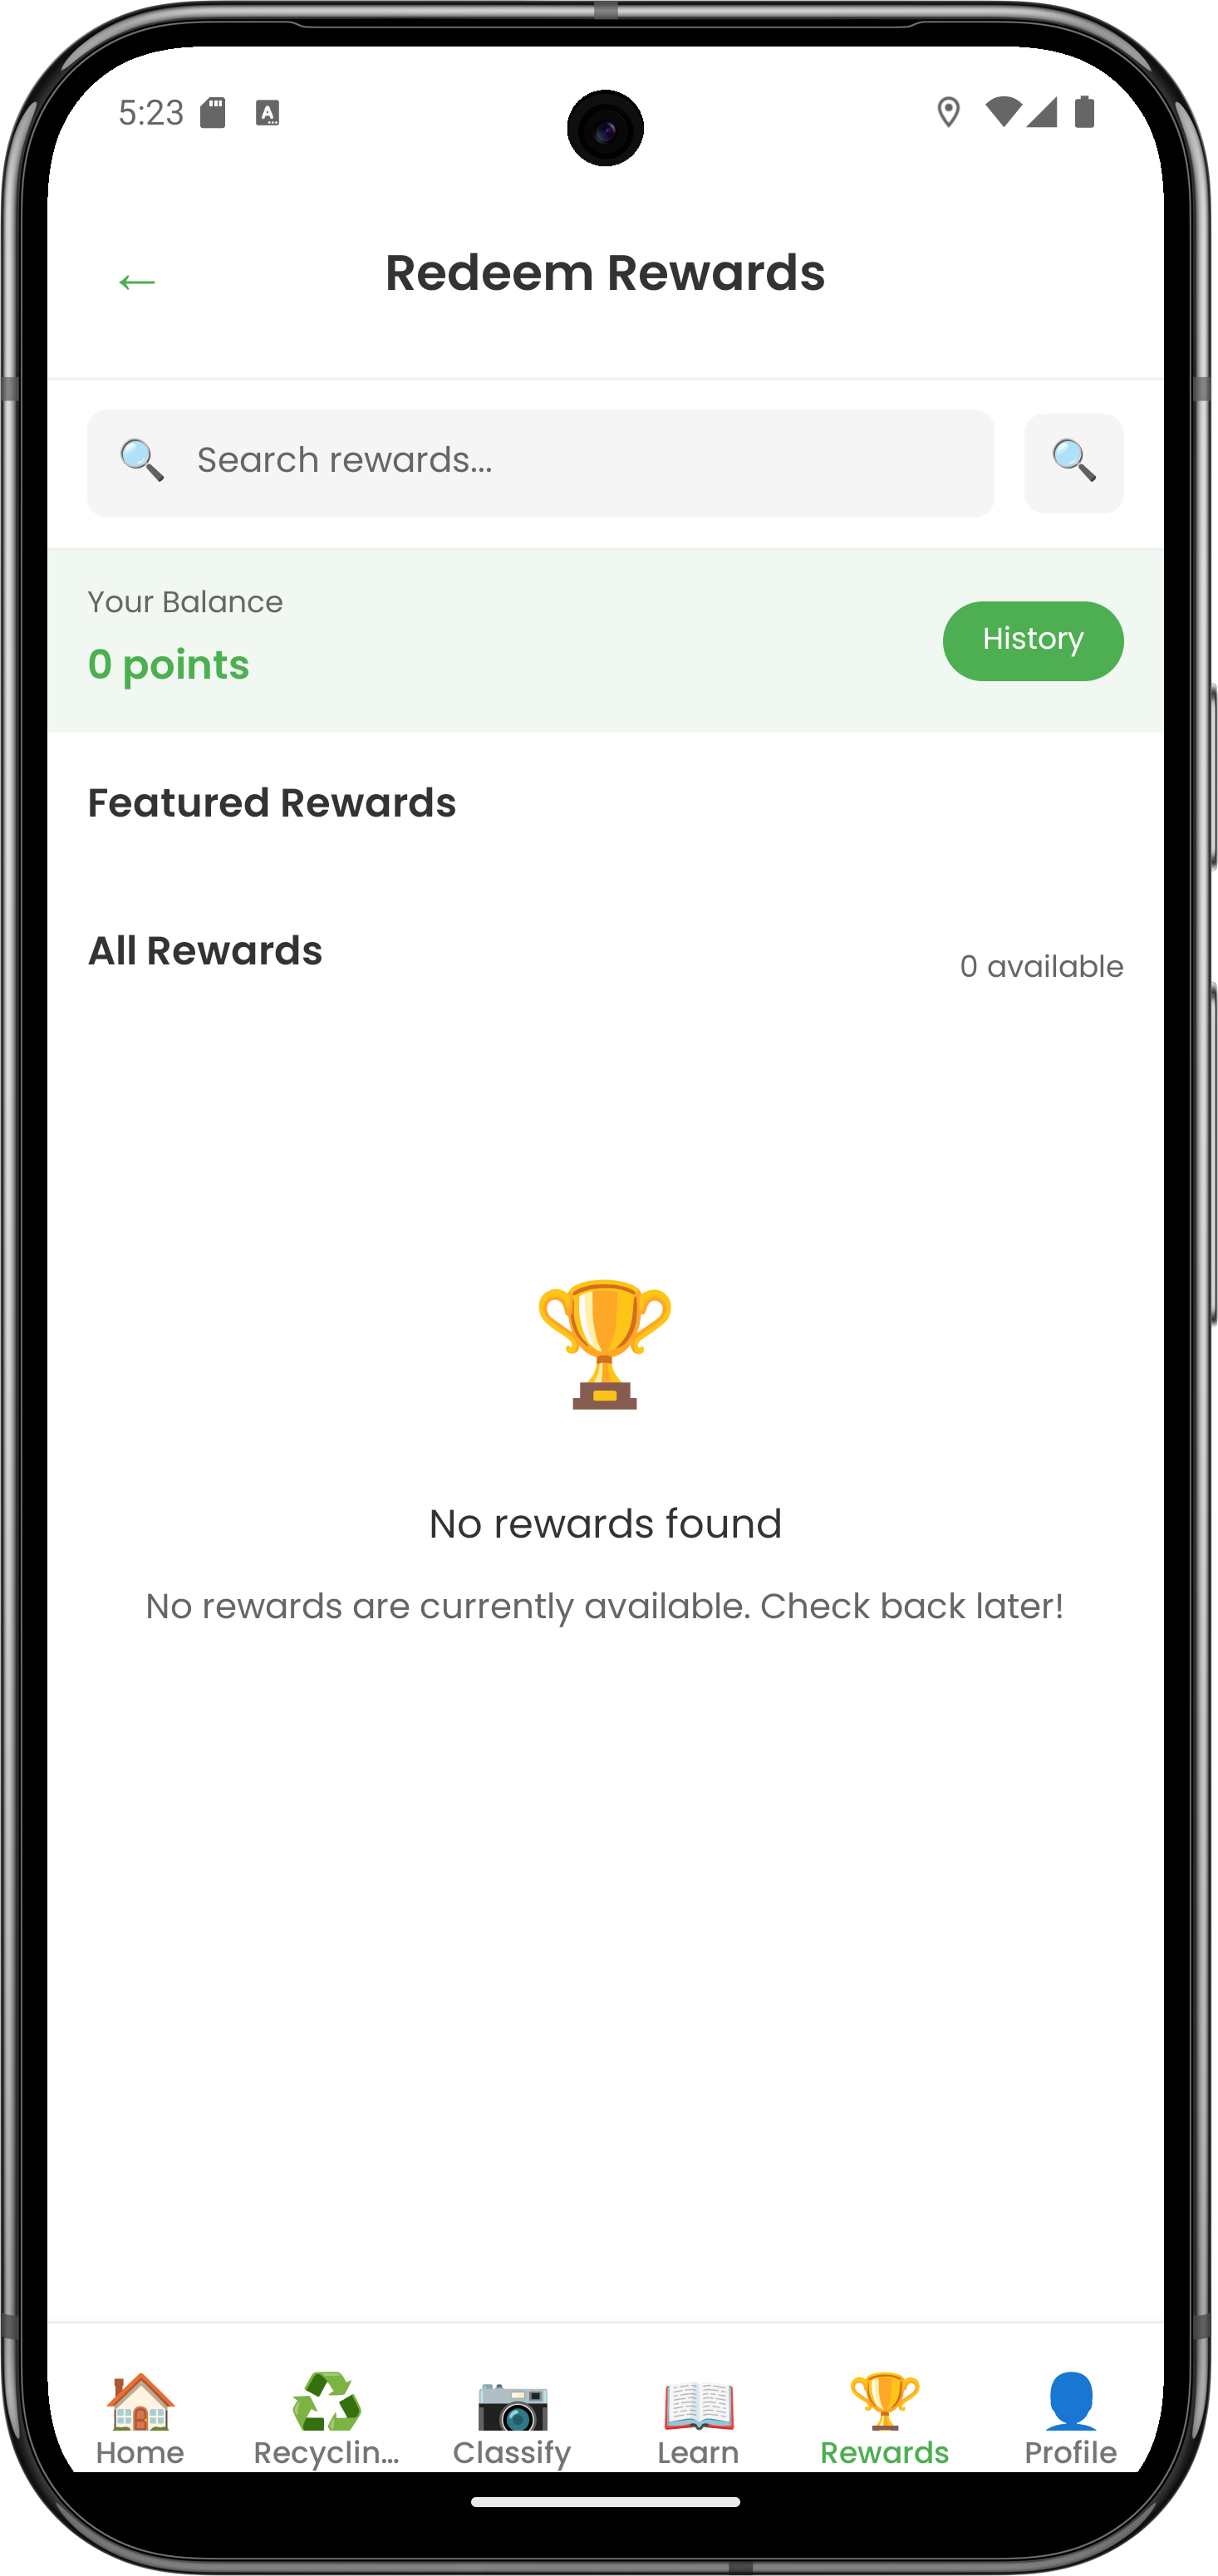 5:23
Redeem Rewards
Search rewards...
Your Balance
0 points
History
Featured Rewards
All Rewards
0 available
No rewards found
No rewards are currently available. Check back later!
Home
Recyclin...
Classify
Learn
Rewards
Profile